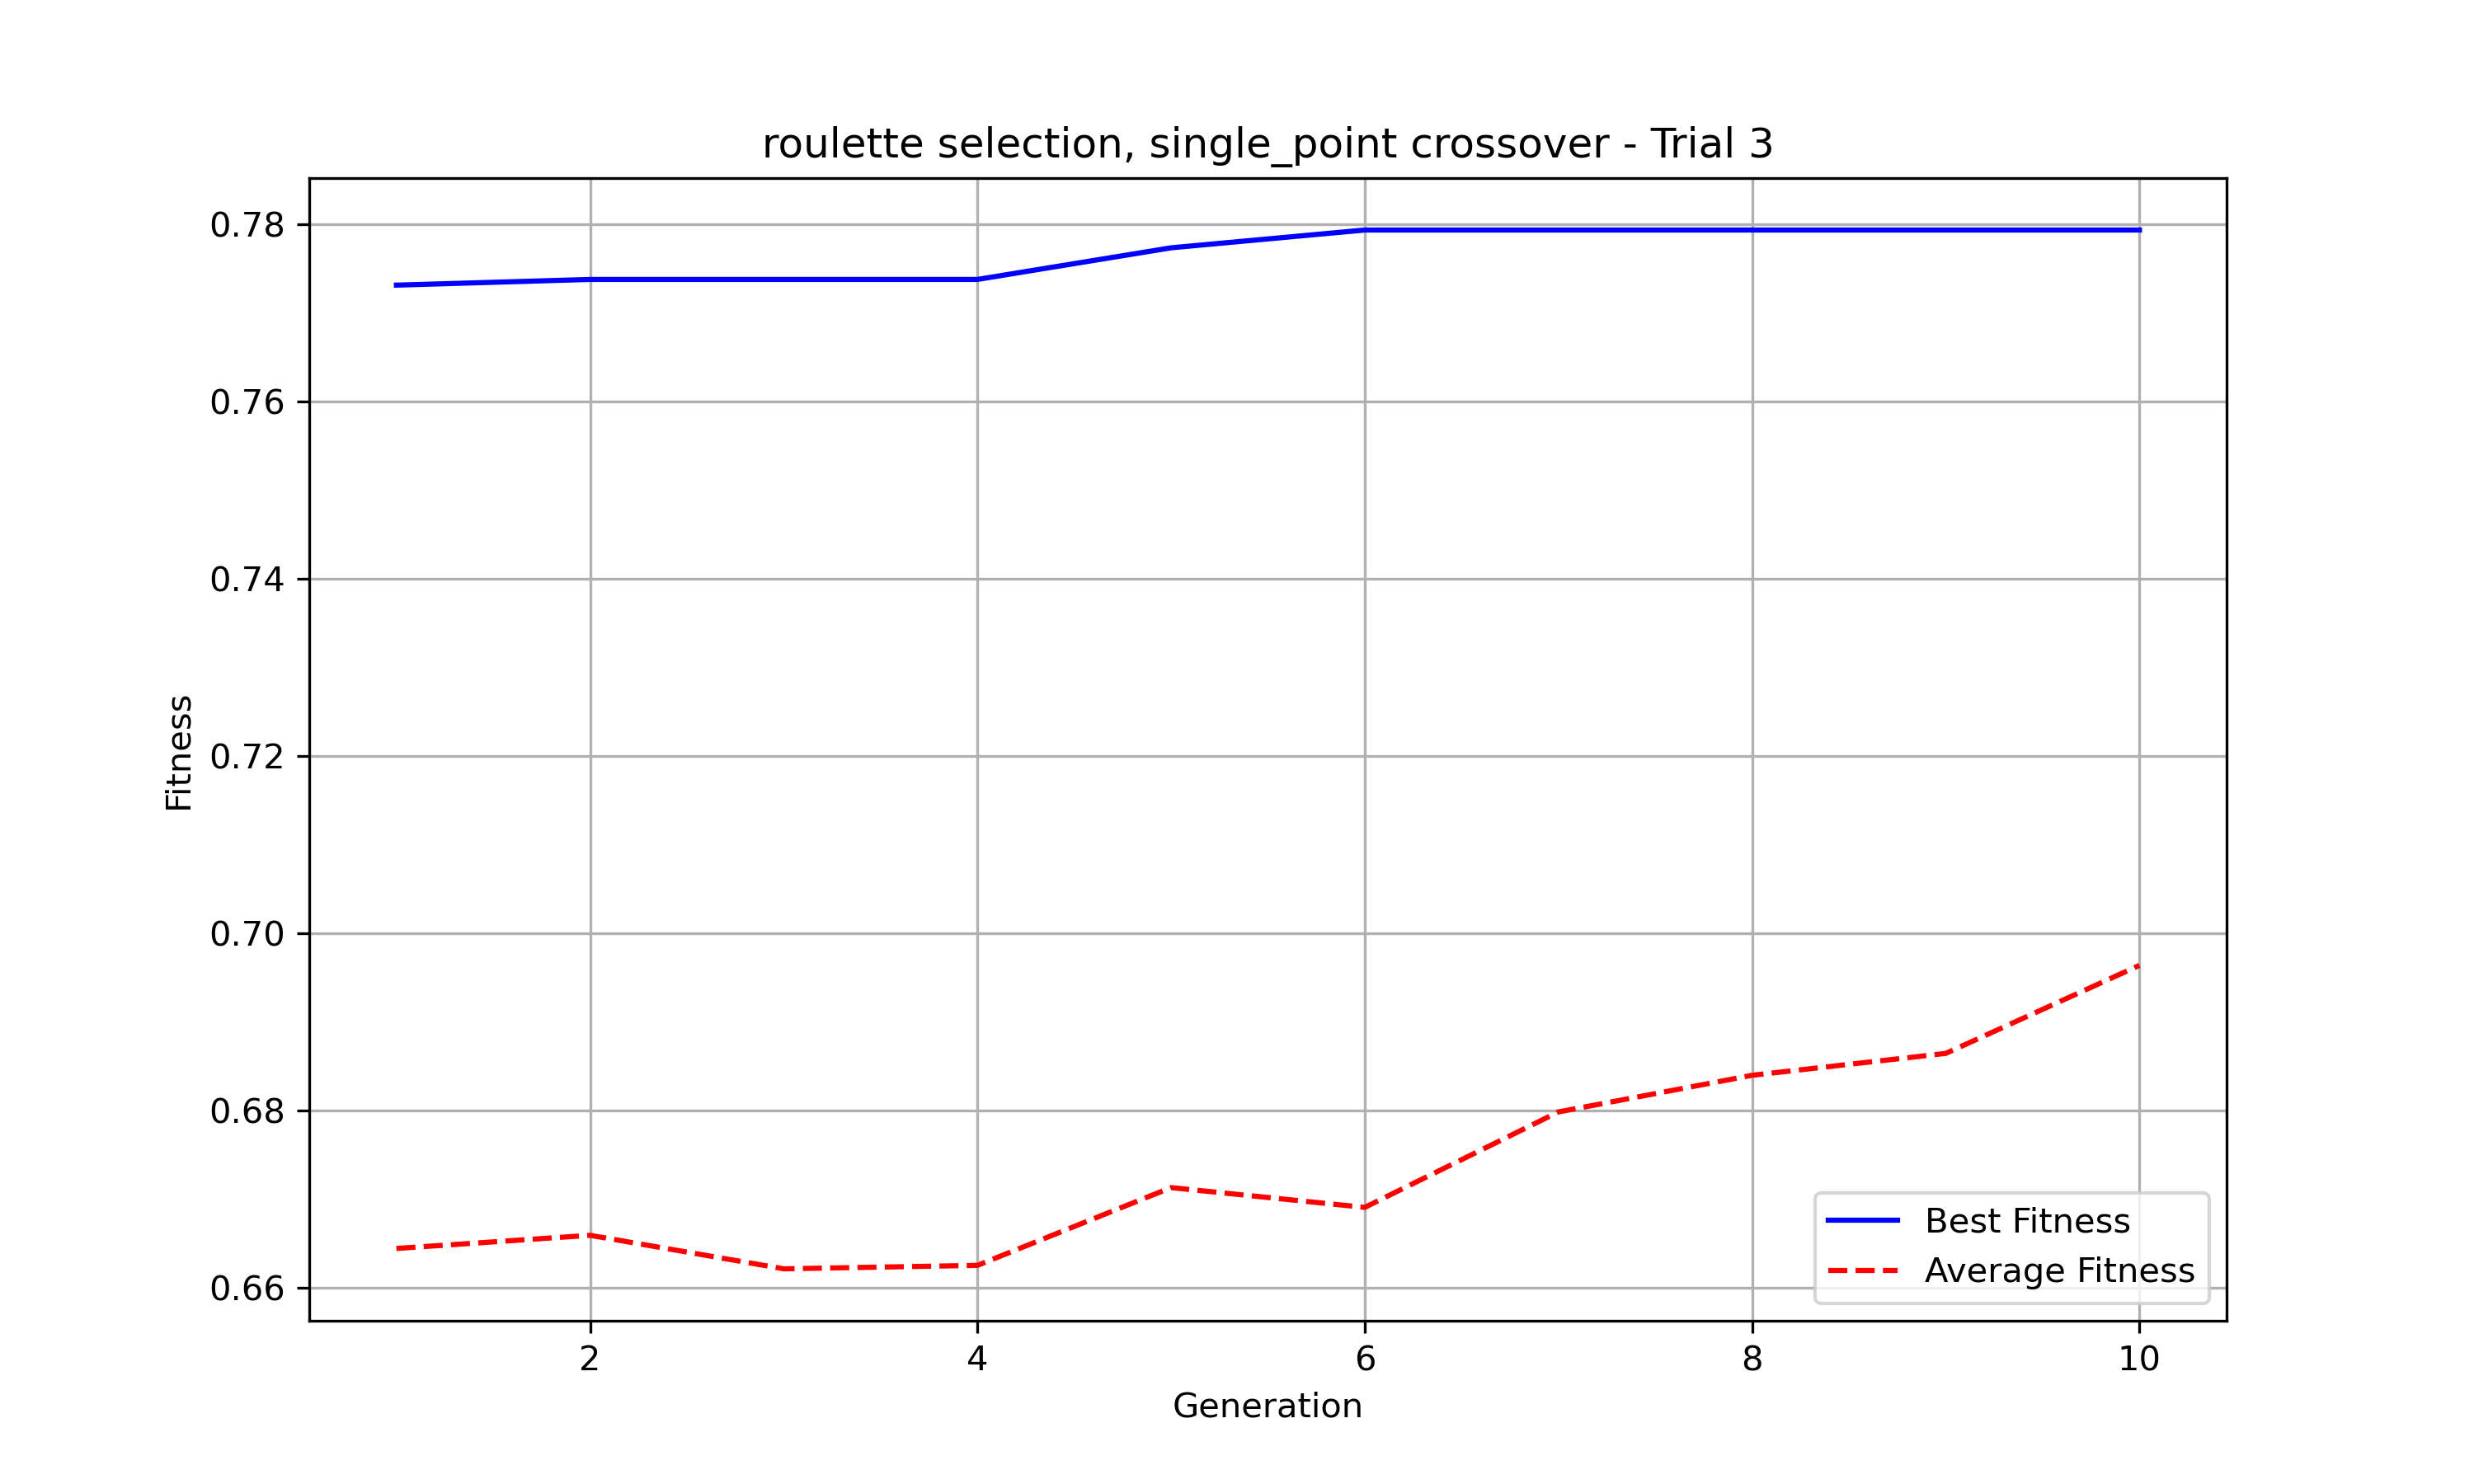 roulette selection, single_point crossover - Trial 3
0.78
0.76
0.74
0.72
0.70
0.68
0.66
Fitness
Best Fitness
Average Fitness
2 4 6 8 10
Generation